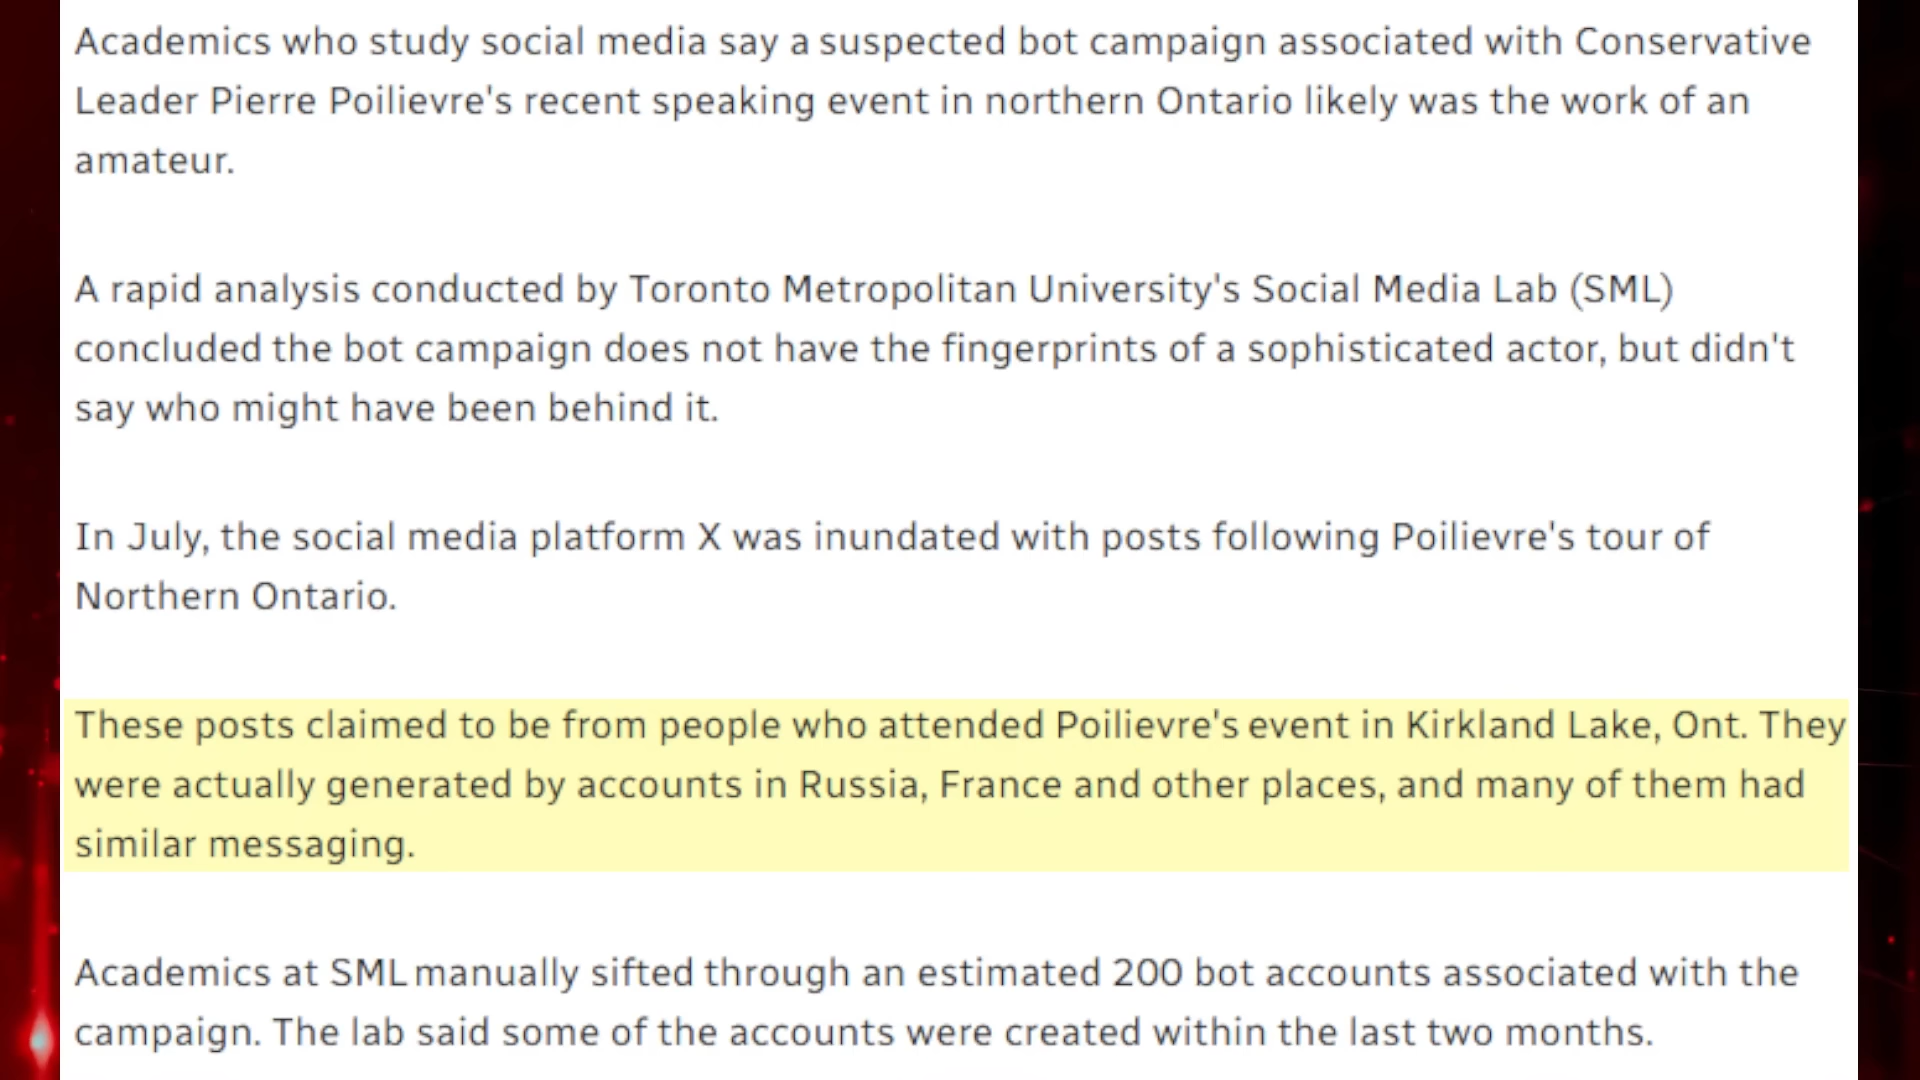 Academics who study social media say a suspected bot campaign associated with Conservative
Leader Pierre Poilievre's recent speaking event in northern Ontario likely was the work of an
amateur.
A rapid analysis conducted by Toronto Metropolitan University's Social Media Lab (SML)
concluded the bot campaign does not have the fingerprints of a sophisticated actor, but didn't
say who might have been behind it.
In July, the social media platform X was inundated with posts following Poilievre's tour of
Northern Ontario.
These posts claimed to be from people who attended Poilievre's event in Kirkland Lake, Ont. They
were actually generated by accounts in Russia, France and other places, and many of them had
similar messaging.
Academics at SML manually sifted through an estimated 200 bot accounts associated with the
campaign. The lab said some of the accounts were created within the last two months.